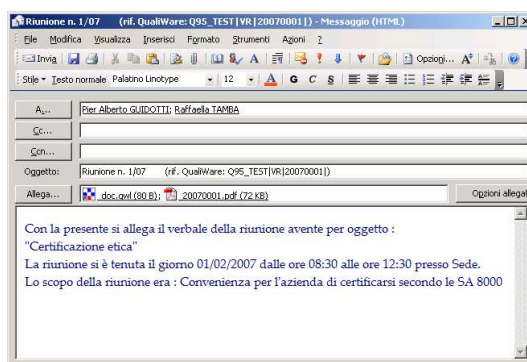 Riunione n. 1/07 (rif. QualiWare: Q95_TEST|VR|20070001|) - Messaggio (HTML)
File Modifica Visualizza Inserisci Formato Strumenti Azioni ?
Invia Opzioni...
Stile Testo normale Palatino Linotype 12 A G C S
A... Pier Alberto GUIDOTTI; Raffaella TAMBA
Cc...
Ccn...
Oggetto: Riunione n. 1/07 (rif. QualiWare: Q95_TEST|VR|20070001|)
Allega... _doc.qwl (80 B); 20070001.pdf (72 KB) Opzioni allegat
Con la presente si allega il verbale della riunione avente per oggetto :
"Certificazione etica"
La riunione si è tenuta il giorno 01/02/2007 dalle ore 08:30 alle ore 12:30 presso Sede.
Lo scopo della riunione era : Convenienza per l'azienda di certificarsi secondo le SA 8000